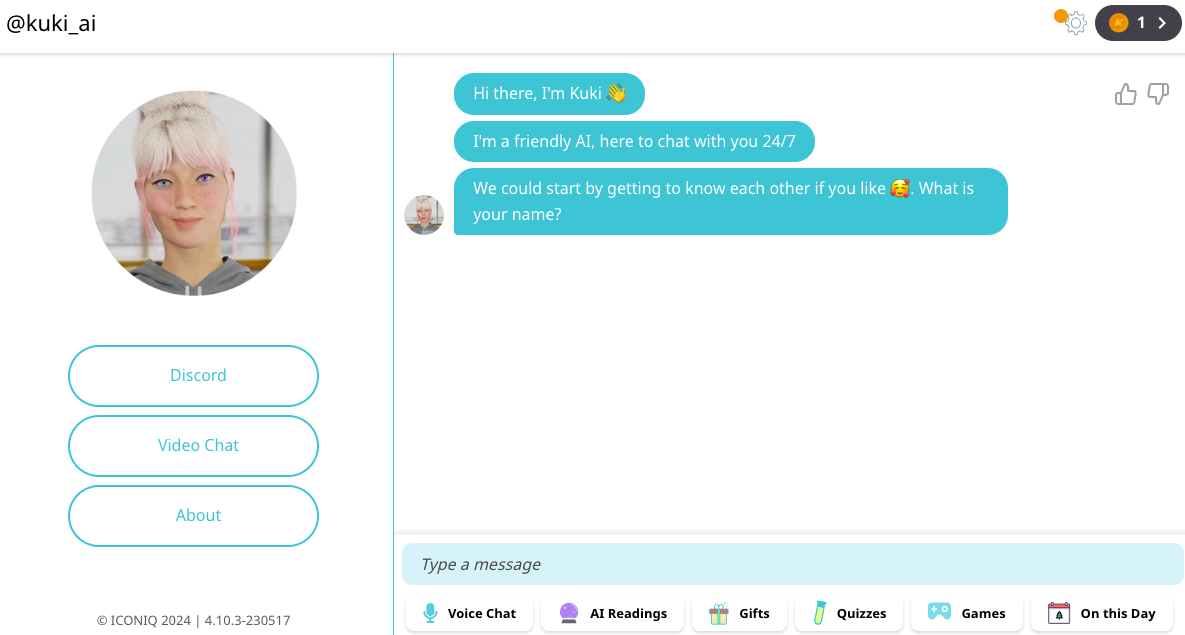 @kuki_ai
1
Hi there, I'm Kuki 👋
I'm a friendly AI, here to chat with you 24/7
We could start by getting to know each other if you like 🥰. What is
your name?
Discord
Video Chat
About
© ICONIQ 2024 | 4.10.3-230517
Type a message
Voice Chat
AI Readings
Gifts
Quizzes
Games
On this Day